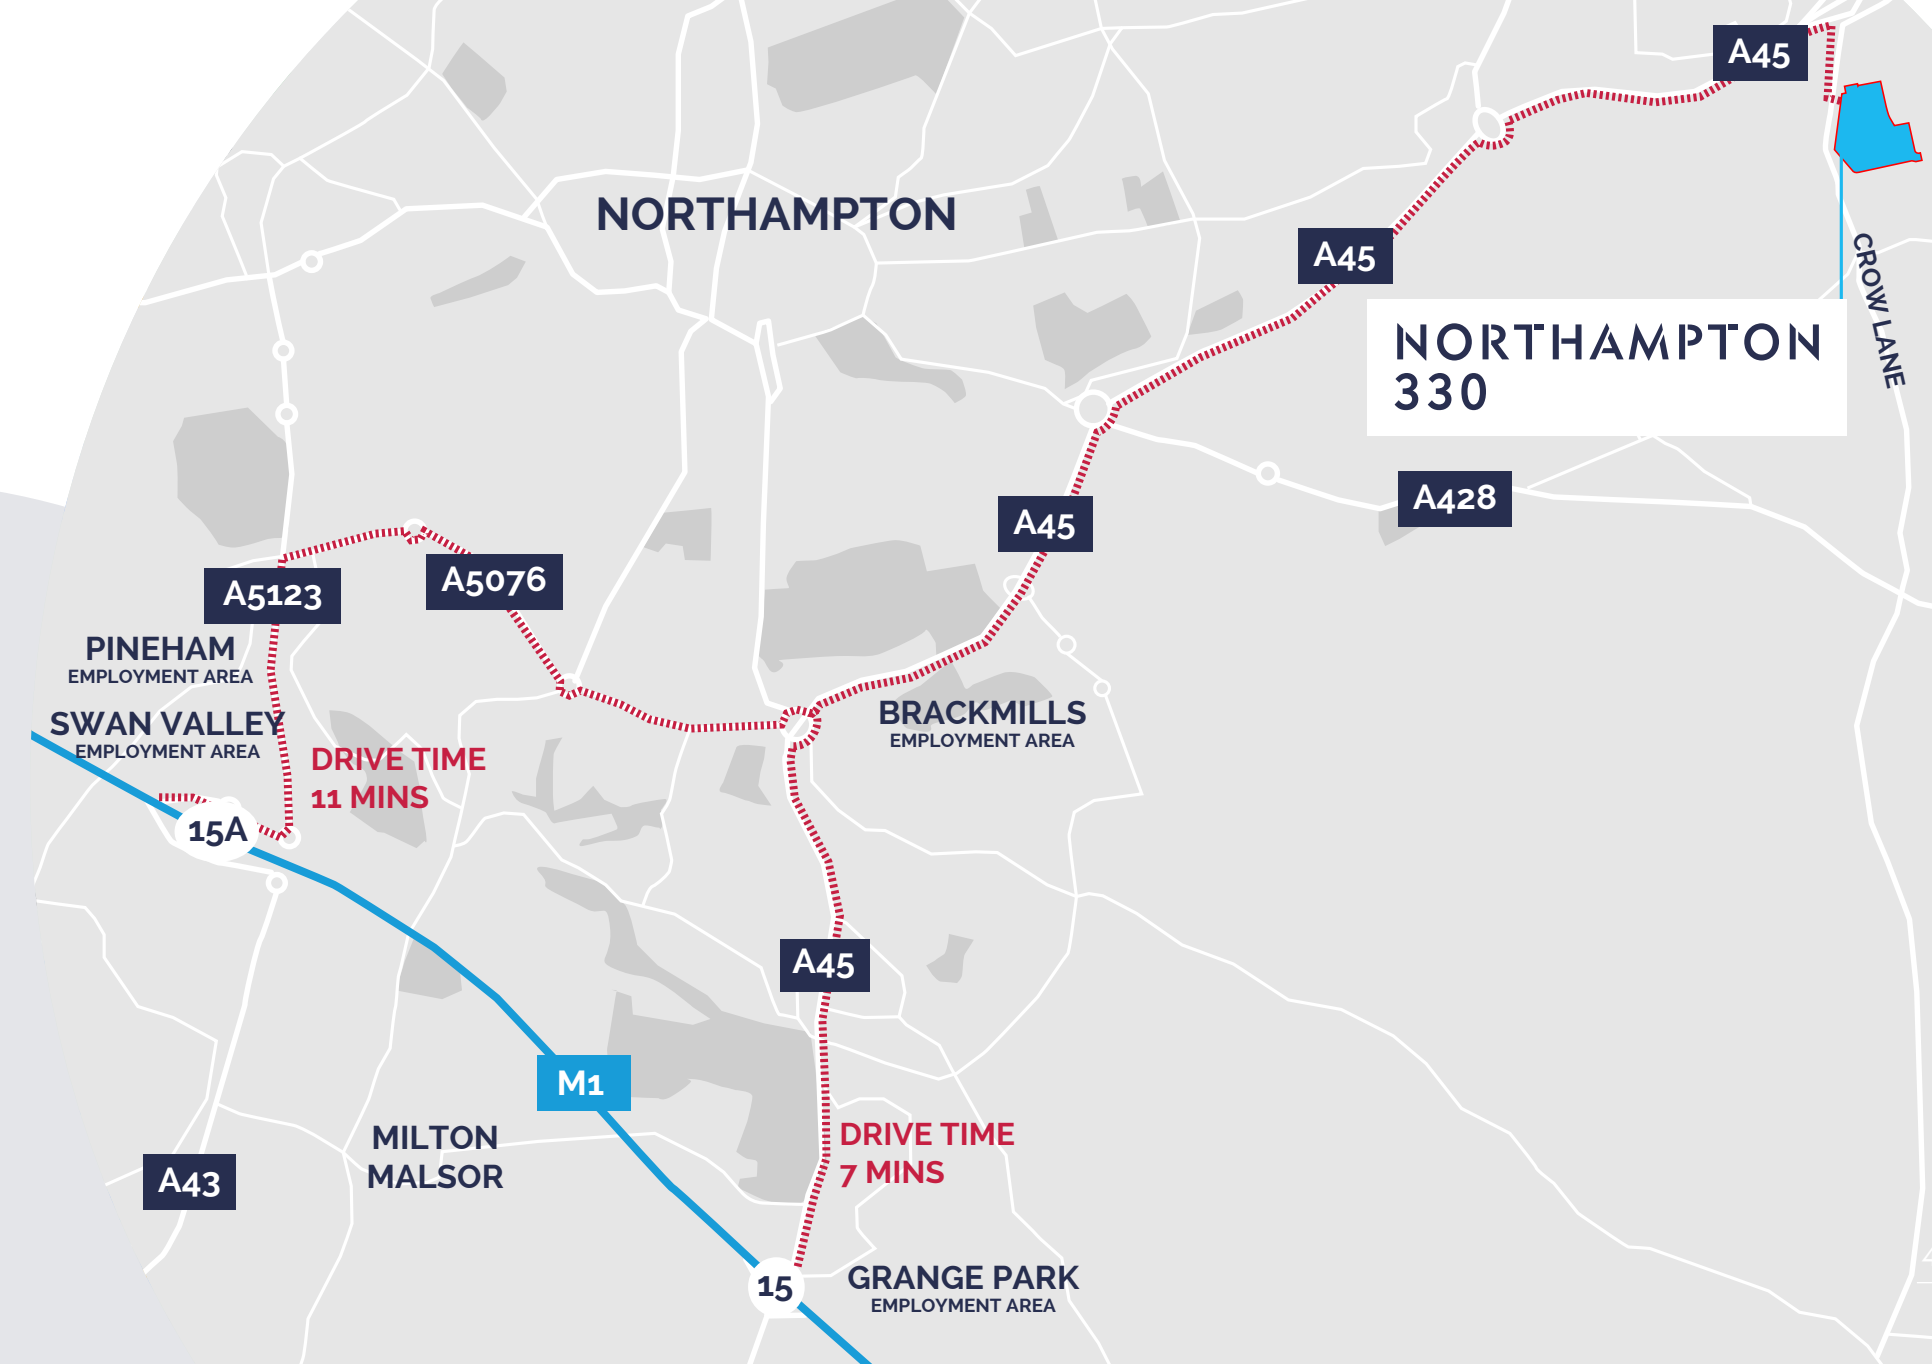 A45
NORTHAMPTON
A45
CROW LANE
NORTHAMPTON
330
A428
A45
A5076
A5123
PINEHAM
EMPLOYMENT AREA
SWAN VALLEY
EMPLOYMENT AREA
BRACKMILLS
EMPLOYMENT AREA
DRIVE TIME
11 MINS
15A
A45
M1
MILTON
MALSOR
DRIVE TIME
7 MINS
A43
15
GRANGE PARK
EMPLOYMENT AREA